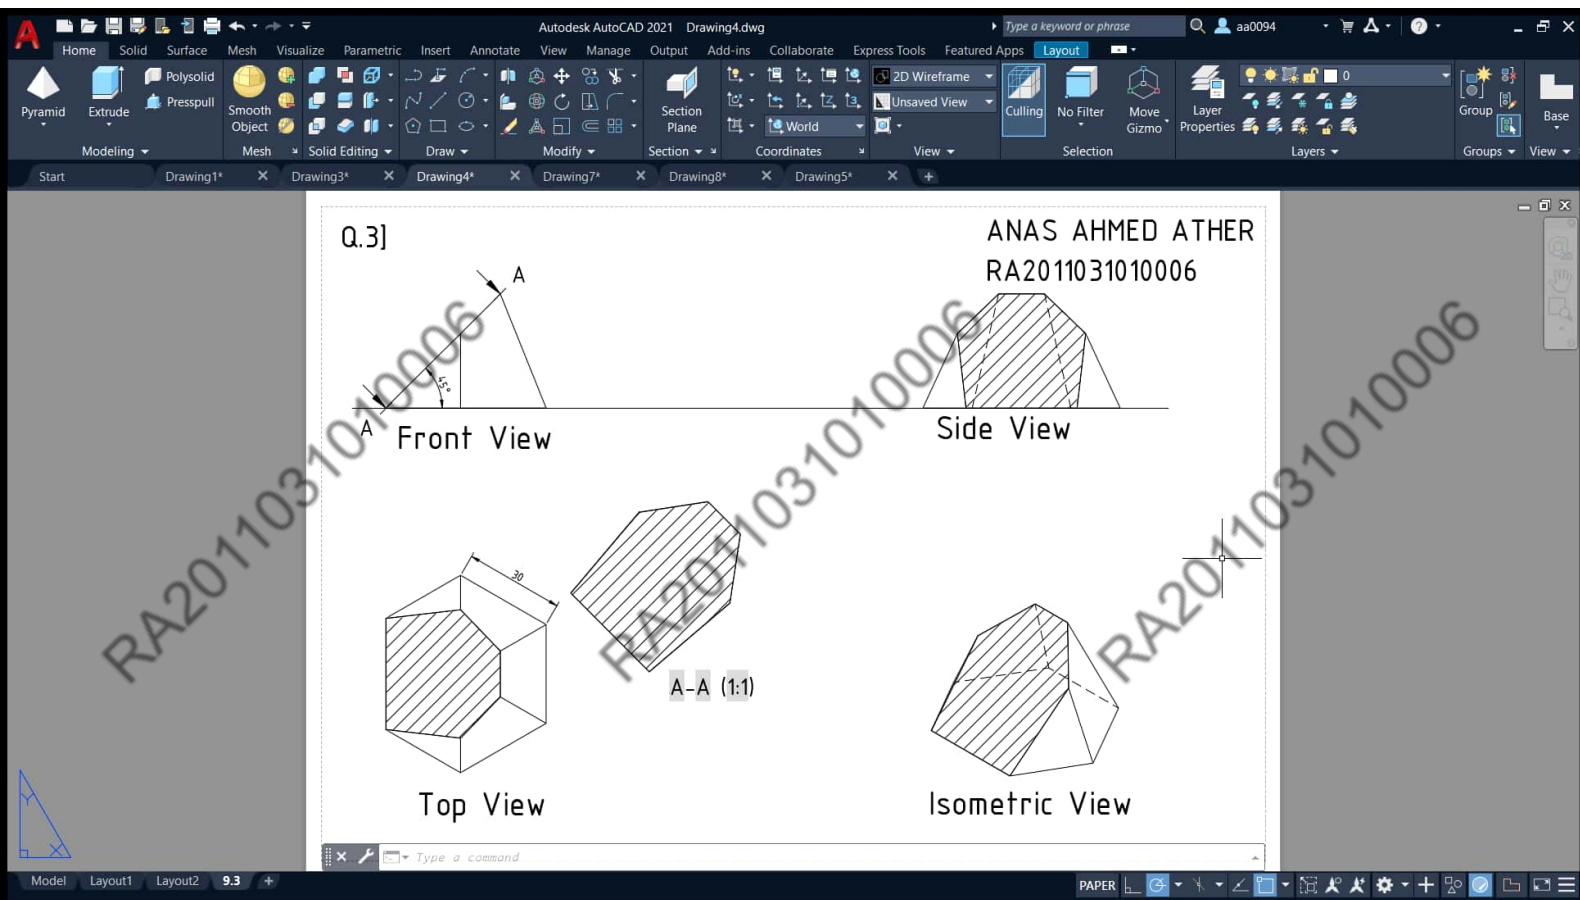 Autodesk AutoCAD 2021 Drawing4.dwg
Type a keyword or phrase
aa0094
Home Solid Surface Mesh Visualize Parametric Insert Annotate View Manage Output Add-ins Collaborate Express Tools Featured Apps Layout
Pyramid
Extrude
Polysolid
Presspull
Smooth
Object
Section
Plane
World
2D Wireframe
Unsaved View
Culling
No Filter
Move
Gizmo
Layer
Properties
0
Group
Base
Modeling Mesh Solid Editing Draw Modify Section Coordinates View Selection Layers Groups View
Start Drawing1* Drawing3* Drawing4* Drawing7* Drawing8* Drawing5*
Q.3]
ANAS AHMED ATHER
RA2011031010006
A
45°
A
Front View
Side View
RA2011031010006
RA2011031010006
RA2011031010006
30
A-A (1:1)
Top View
Isometric View
Y
X
Type a command
Model Layout1 Layout2 9.3
PAPER